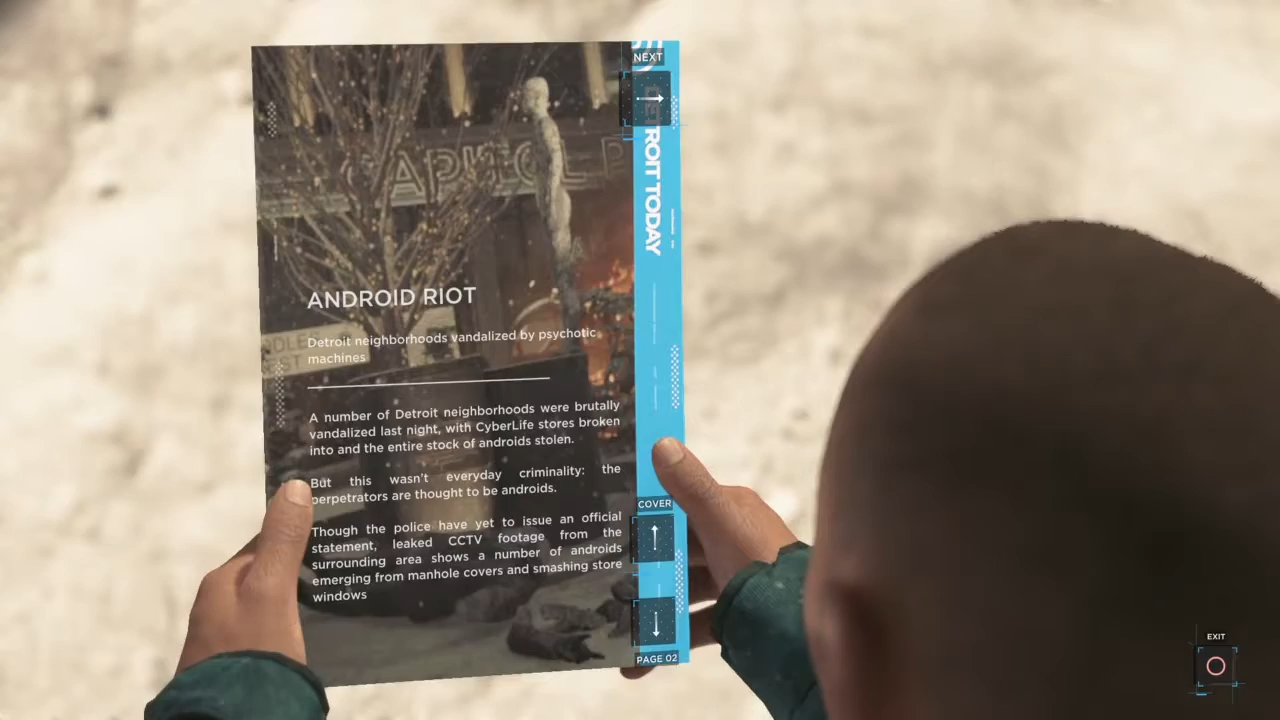 NEXT
DETROIT TODAY
CAPITOL P
ANDROID RIOT
Detroit neighborhoods vandalized by psychotic
machines
A number of Detroit neighborhoods were brutally
vandalized last night, with CyberLife stores broken
into and the entire stock of androids stolen.
But this wasn't everyday criminality: the
perpetrators are thought to be androids.
Though the police have yet to issue an official
statement, leaked CCTV footage from the
surrounding area shows a number of androids
emerging from manhole covers and smashing store
windows
COVER
PAGE 02
EXIT